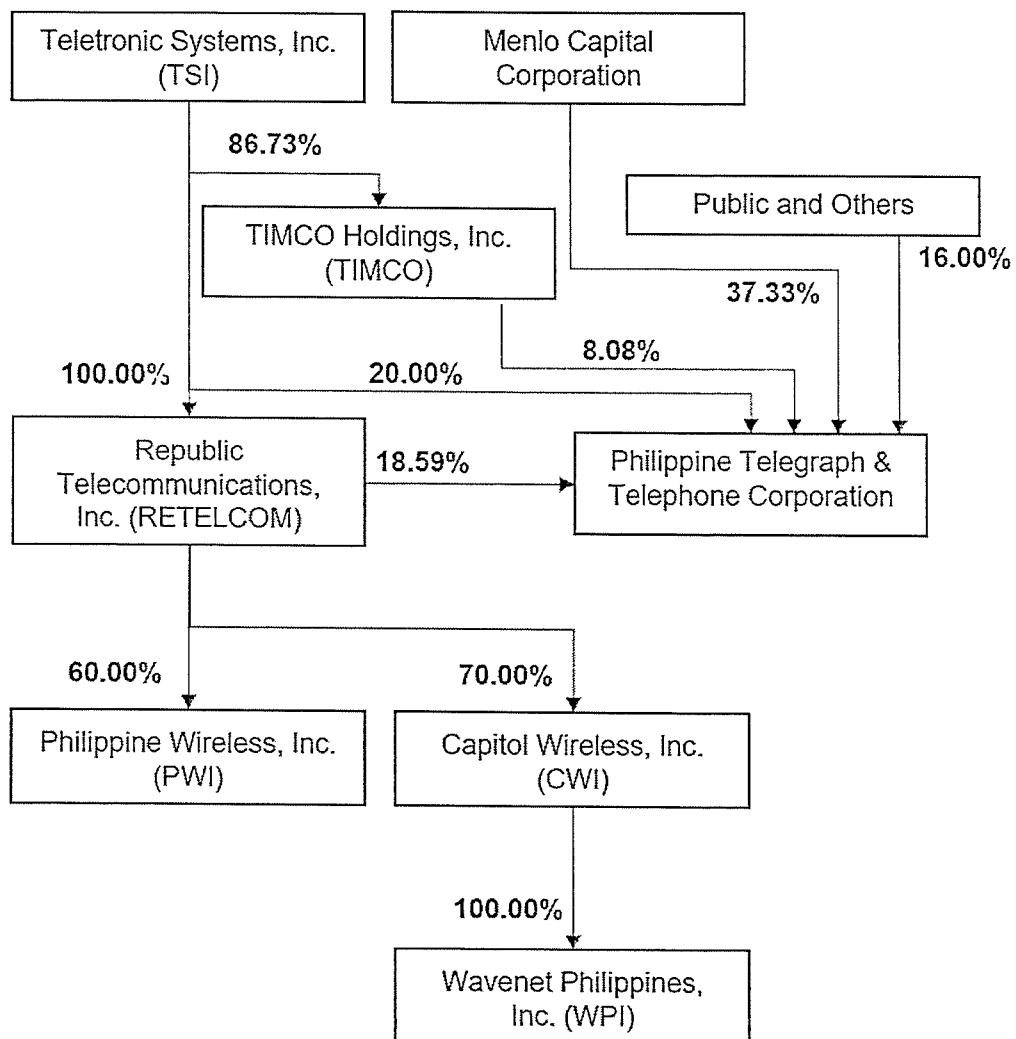 Teletronic Systems, Inc.
(TSI)
Menlo Capital
Corporation
86.73%
Public and Others
TIMCO Holdings, Inc.
(TIMCO)
16.00%
37.33%
8.08%
100.00%
20.00%
Republic
Telecommunications,
Inc. (RETELCOM)
18.59%
Philippine Telegraph &
Telephone Corporation
60.00%
70.00%
Philippine Wireless, Inc.
(PWI)
Capitol Wireless, Inc.
(CWI)
100.00%
Wavenet Philippines,
Inc. (WPI)